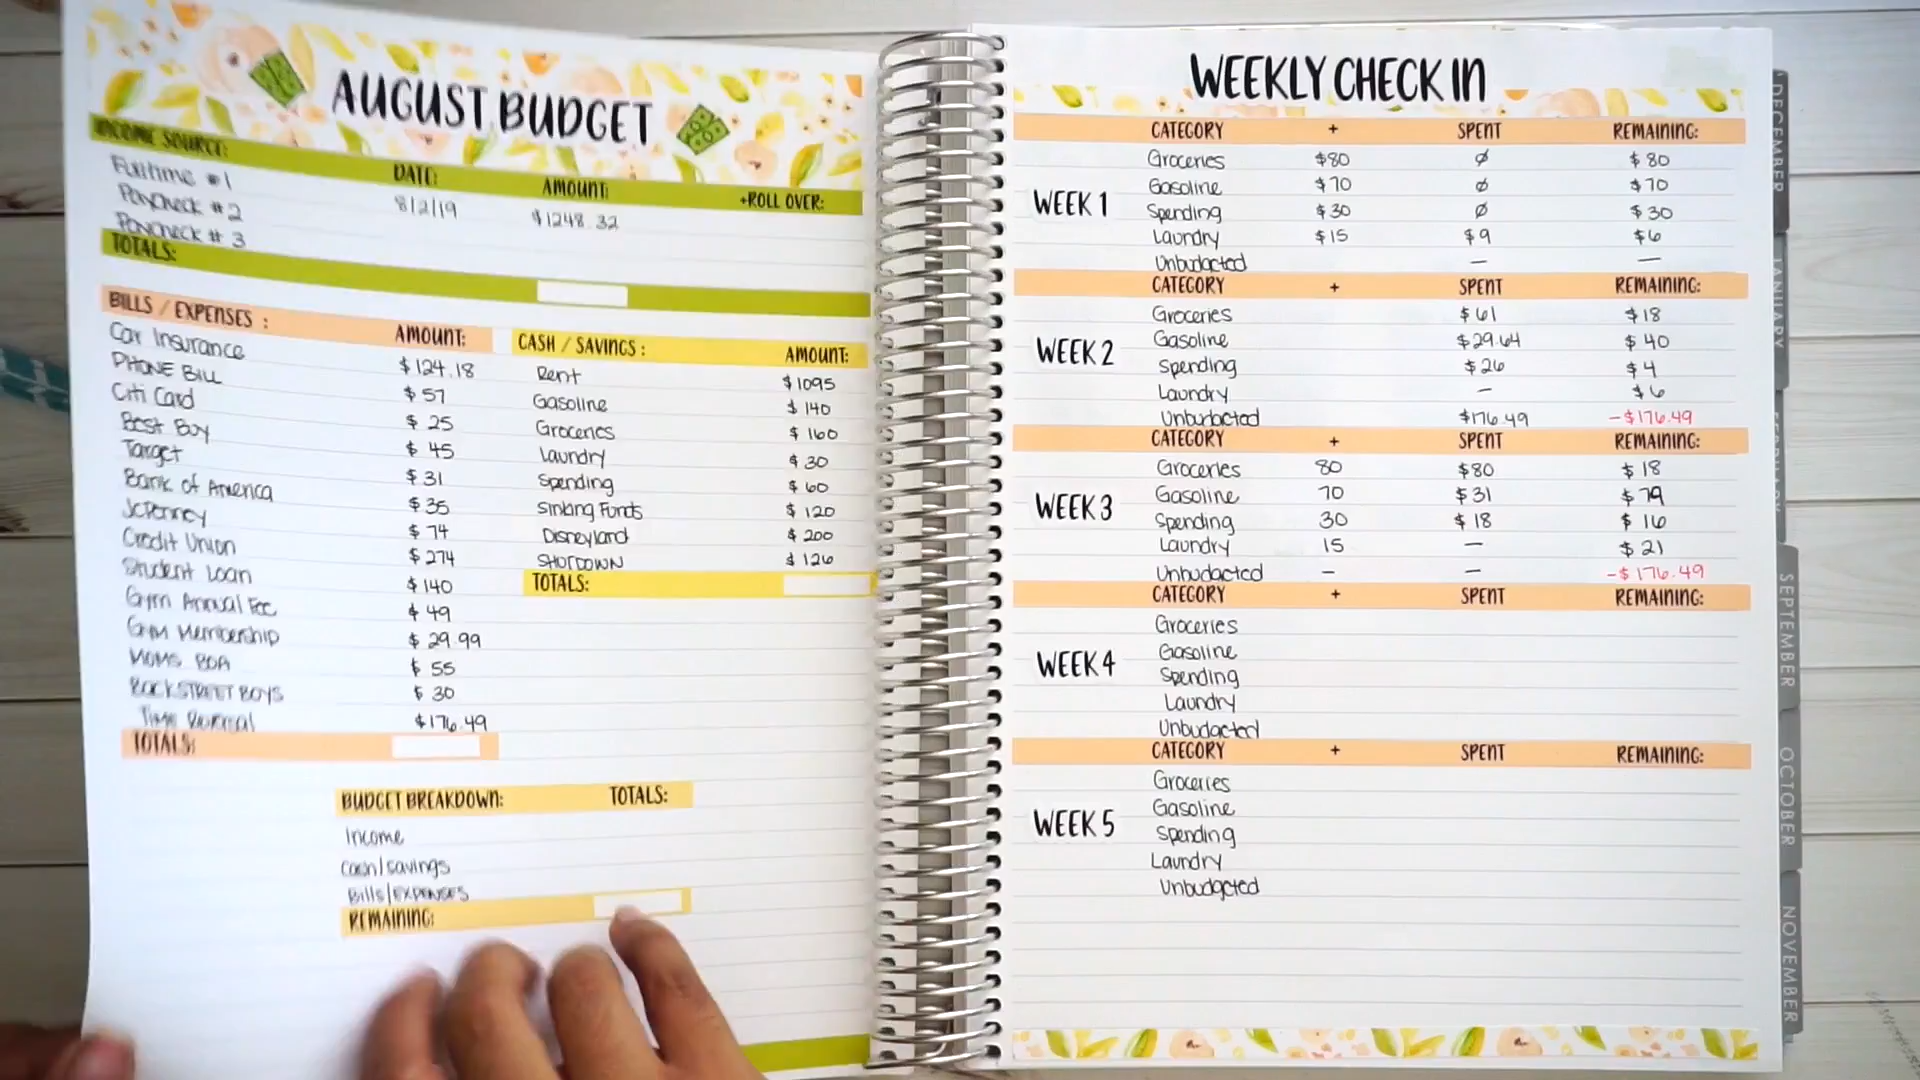 AUGUST BUDGET
INCOME SOURCE: DATE: AMOUNT: +ROLL OVER:
Fulltime #1 8/2/19 $1248.32
Paycheck #2
Paycheck #3
TOTALS:
BILLS / EXPENSES : AMOUNT:
Car Insurance $124.18
PHONE BILL $57
Citi Card $25
Best Buy $45
Target $31
Bank of America $35
JcPenney $74
Credit Union $274
Student Loan $140
Gym Annual Fee $49
Gym Membership $29.99
MOMS BOA $55
BACKSTREET BOYS $30
Time $176.49
TOTALS:
CASH / SAVINGS : AMOUNT:
Rent $1095
Gasoline $140
Groceries $160
Laundry $30
Spending $60
Sinking Funds $120
Disneyland $200
SHUTDOWN $126
TOTALS:
BUDGET BREAKDOWN: TOTALS:
Income
Cash/savings
Bills/EXPENSES
REMAINING:
WEEKLY CHECK IN
CATEGORY + SPENT REMAINING:
WEEK 1
Groceries $80 ∅ $80
Gasoline $70 ∅ $70
Spending $30 ∅ $30
Laundry $15 $9 $6
Unbudgeted — —
CATEGORY + SPENT REMAINING:
WEEK 2
Groceries $61 $18
Gasoline $29.64 $40
Spending $26 $4
Laundry — $6
Unbudgeted $176.49 -$176.49
CATEGORY + SPENT REMAINING:
WEEK 3
Groceries 80 $80 $18
Gasoline 70 $31 $79
Spending 30 $18 $16
Laundry 15 — $21
Unbudgeted — — -$176.49
CATEGORY + SPENT REMAINING:
WEEK 4
Groceries
Gasoline
Spending
Laundry
Unbudgeted
CATEGORY + SPENT REMAINING:
WEEK 5
Groceries
Gasoline
Spending
Laundry
Unbudgeted
DECEMBER
JANUARY
FEBRUARY
SEPTEMBER
OCTOBER
NOVEMBER